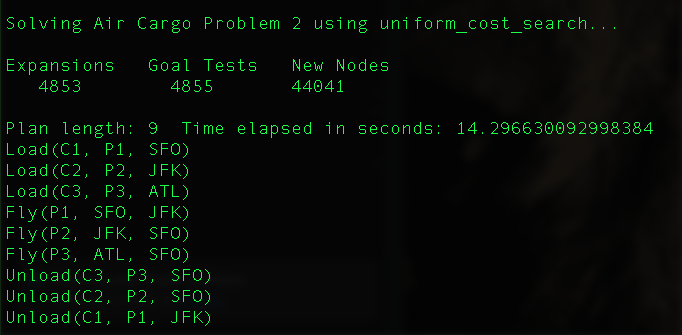 Solving Air Cargo Problem 2 using uniform_cost_search...
Expansions Goal Tests New Nodes
4853 4855 44041
Plan length: 9 Time elapsed in seconds: 14.296630092998384
Load(C1, P1, SFO)
Load(C2, P2, JFK)
Load(C3, P3, ATL)
Fly(P1, SFO, JFK)
Fly(P2, JFK, SFO)
Fly(P3, ATL, SFO)
Unload(C3, P3, SFO)
Unload(C2, P2, SFO)
Unload(C1, P1, JFK)